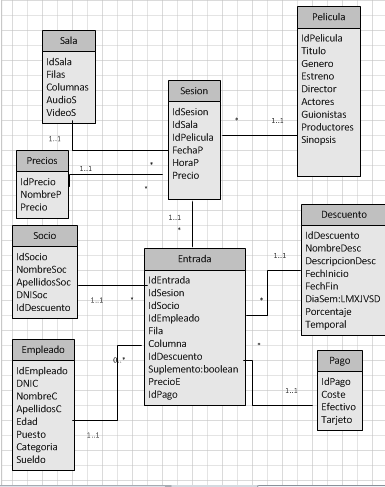 Sala
IdSala
Filas
Columnas
AudioS
VideoS
1..1
Pelicula
IdPelicula
Titulo
Genero
Estreno
Director
Actores
Guionistas
Productores
Sinopsis
1..1
Sesion
IdSesion
IdSala
IdPelicula
FechaP
HoraP
Precio
*
*
*
1..1
*
Precios
IdPrecio
NombreP
Precio
1..1
Socio
IdSocio
NombreSoc
ApellidosSoc
DNISoc
IdDescuento
1..1
*
Entrada
IdEntrada
IdSesion
IdSocio
IdEmpleado
Fila
Columna
IdDescuento
Suplemento:boolean
PrecioE
IdPago
*
*
0..*
Descuento
IdDescuento
NombreDesc
DescripcionDesc
FechInicio
FechFin
DiaSem:LMXJVSD
Porcentaje
Temporal
1..1
Empleado
IdEmpleado
DNIC
NombreC
ApellidosC
Edad
Puesto
Categoria
Sueldo
1..1
Pago
IdPago
Coste
Efectivo
Tarjeto
1..1